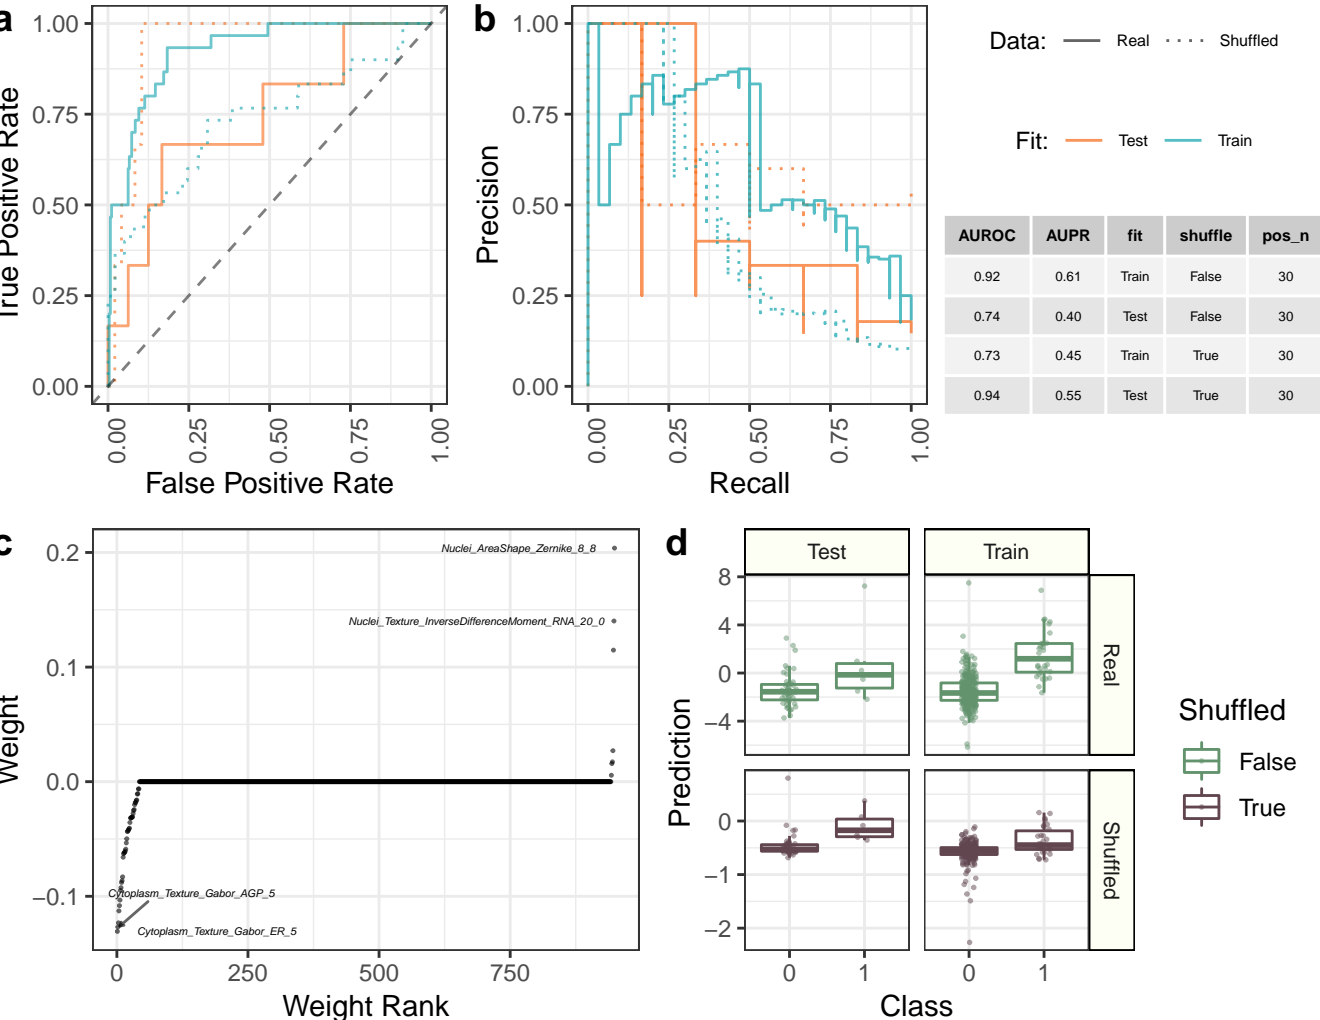 a
True Positive Rate
1.00
0.75
0.50
0.25
0.00
0.00
0.25
0.50
0.75
1.00
False Positive Rate
b
Precision
1.00
0.75
0.50
0.25
0.00
0.00
0.25
0.50
0.75
1.00
Recall
Data: Real Shuffled
Fit: Test Train
AUROC AUPR fit shuffle pos_n
0.92 0.61 Train False 30
0.74 0.40 Test False 30
0.73 0.45 Train True 30
0.94 0.55 Test True 30
c
Weight
0.2
0.1
0.0
−0.1
Nuclei_AreaShape_Zernike_8_8
Nuclei_Texture_InverseDifferenceMoment_RNA_20_0
Cytoplasm_Texture_Gabor_AGP_5
Cytoplasm_Texture_Gabor_ER_5
0 250 500 750
Weight Rank
d
Test Train
Prediction
8
4
0
−4
Real
0
−1
−2
Shuffled
0 1 0 1
Class
Shuffled
False
True